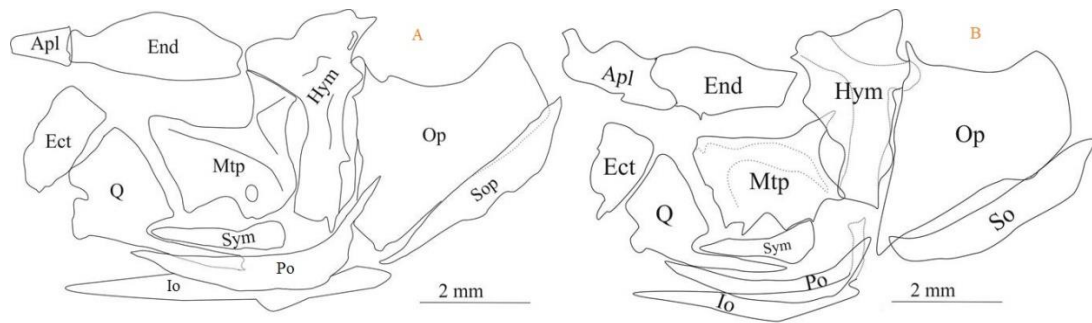 A
Apl
End
Hym
Ect
Op
Mtp
Q
Sop
Sym
Po
Io
2 mm
B
Apl
End
Hym
Op
Ect
Mtp
Q
So
Sym
Po
Io
2 mm